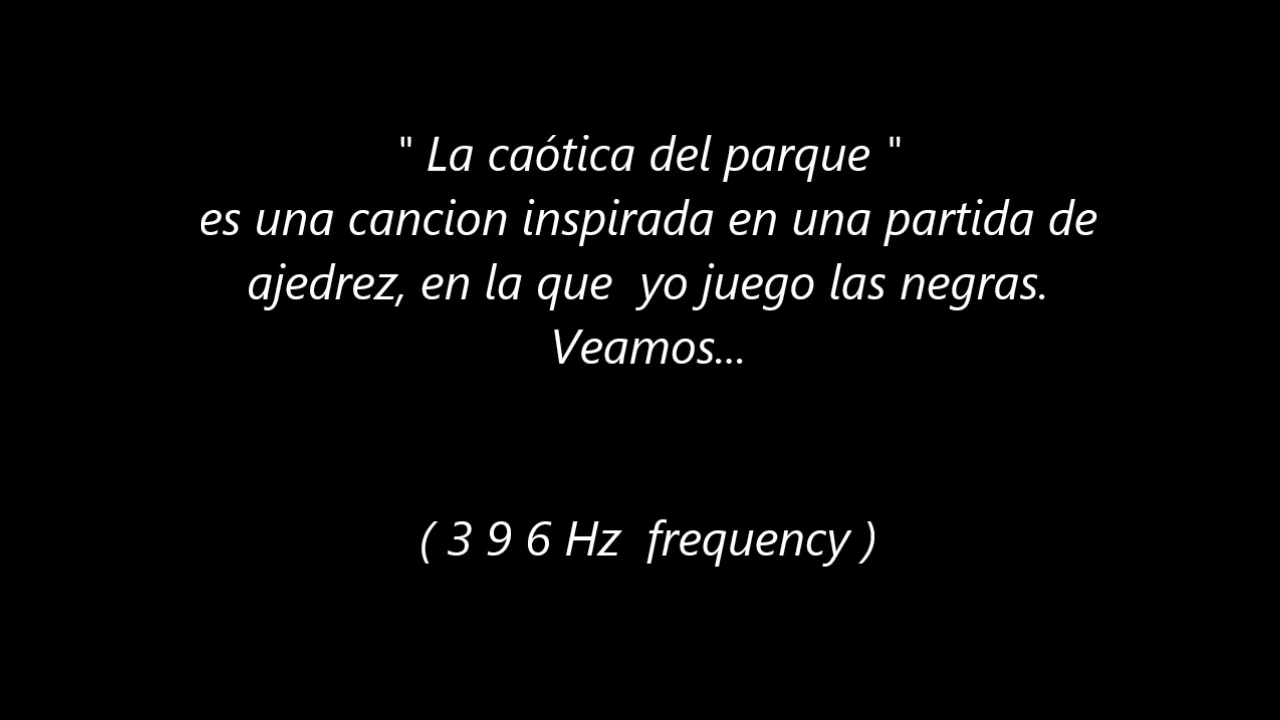 " La caótica del parque "
es una cancion inspirada en una partida de
ajedrez, en la que  yo juego las negras.
Veamos...
( 3 9 6 Hz  frequency )